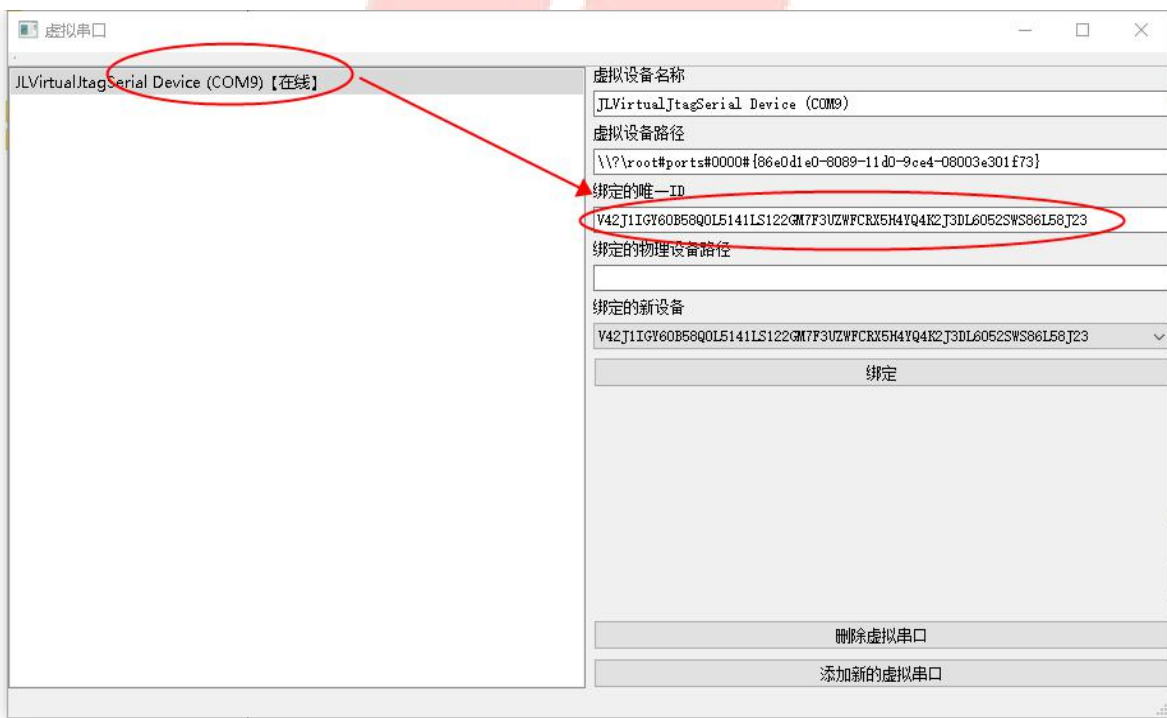 虚拟串口
JLVirtualJtagSerial Device (COM9)【在线】
虚拟设备名称
JLVirtualJtagSerial Device (COM9)
虚拟设备路径
\\?\root#ports#0000#{86e0d1e0-8089-11d0-9ce4-08003e301f73}
绑定的唯一ID
V42J1IGY60B58Q0L5141LS122GM7F3UZWFCRX5H4YQ4K2J3DL6052SWS86L58J23
绑定的物理设备路径
绑定的新设备
V42J1IGY60B58Q0L5141LS122GM7F3UZWFCRX5H4YQ4K2J3DL6052SWS86L58J23
绑定
删除虚拟串口
添加新的虚拟串口